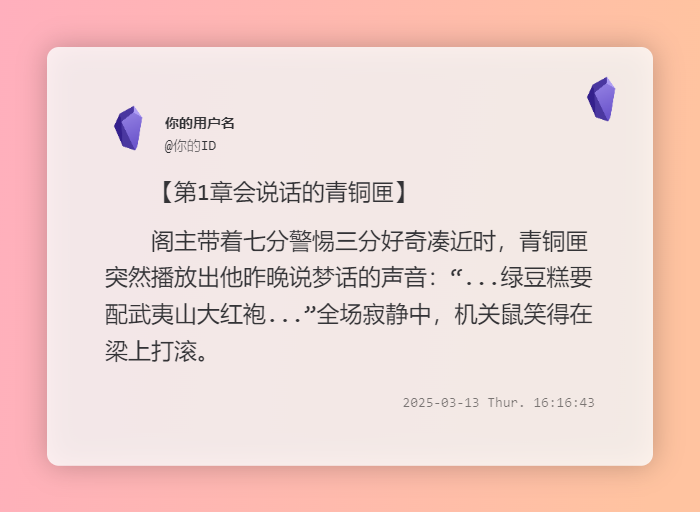 你的用户名
@你的ID
【第1章会说话的青铜匣】
阁主带着七分警惕三分好奇凑近时，青铜匣
突然播放出他昨晚说梦话的声音：“...绿豆糕要
配武夷山大红袍...”全场寂静中，机关鼠笑得在
梁上打滚。
2025-03-13 Thur. 16:16:43